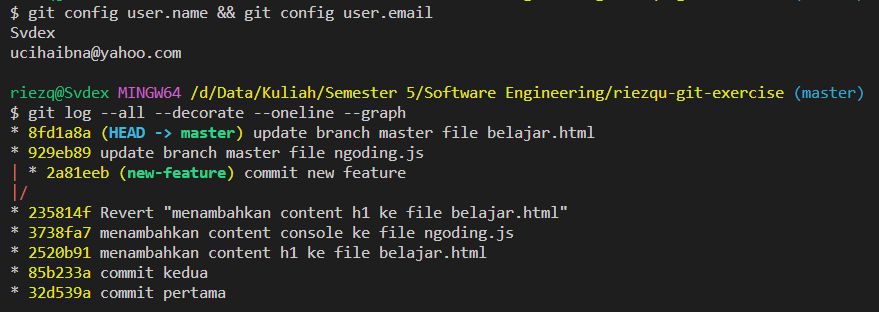 $ git config user.name && git config user.email
Svdex
ucihaibna@yahoo.com
riezq@Svdex MINGW64 /d/Data/Kuliah/Semester 5/Software Engineering/riezqu-git-exercise (master)
$ git log --all --decorate --oneline --graph
* 8fd1a8a (HEAD -> master) update branch master file belajar.html
* 929eb89 update branch master file ngoding.js
| * 2a81eeb (new-feature) commit new feature
|/
* 235814f Revert "menambahkan content h1 ke file belajar.html"
* 3738fa7 menambahkan content console ke file ngoding.js
* 2520b91 menambahkan content h1 ke file belajar.html
* 85b233a commit kedua
* 32d539a commit pertama